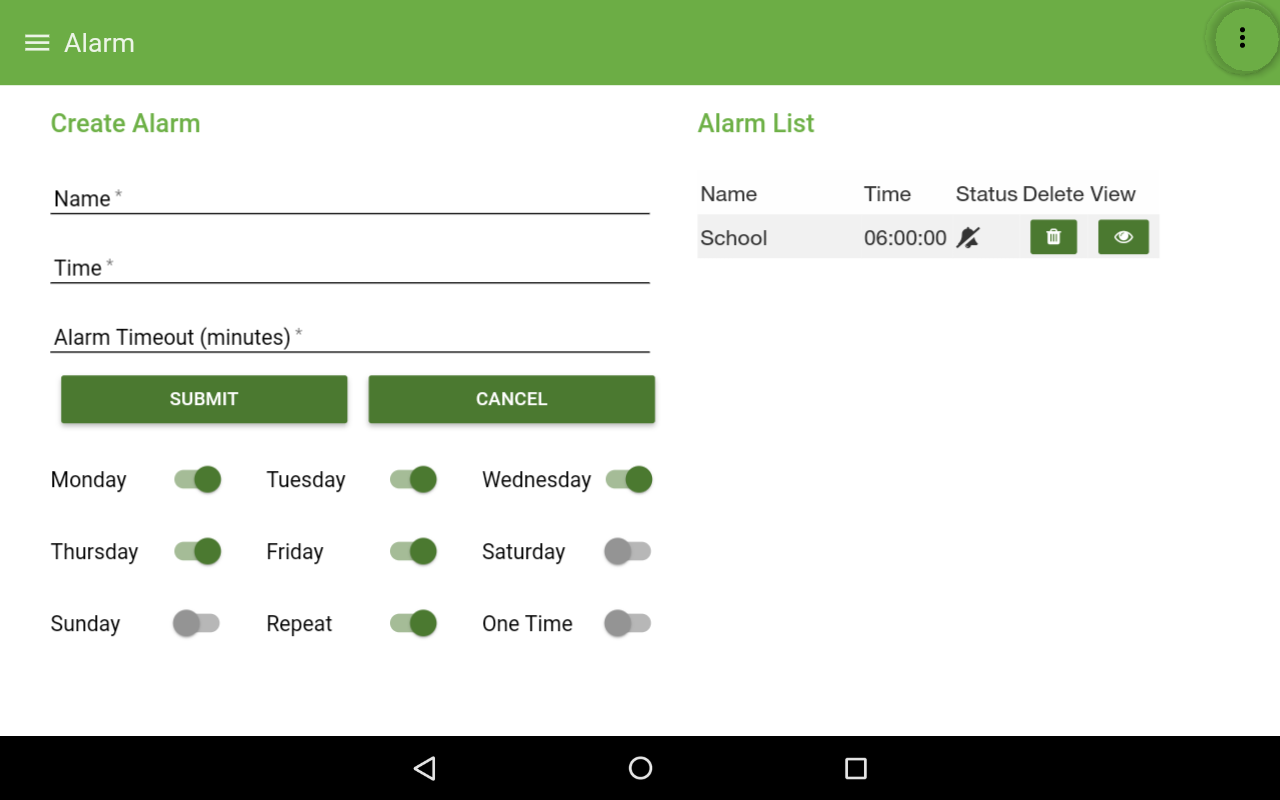 Alarm
Create Alarm
Name *
Time *
Alarm Timeout (minutes) *
SUBMIT CANCEL
Monday Tuesday Wednesday
Thursday Friday Saturday
Sunday Repeat One Time
Alarm List
Name Time Status Delete View
School 06:00:00